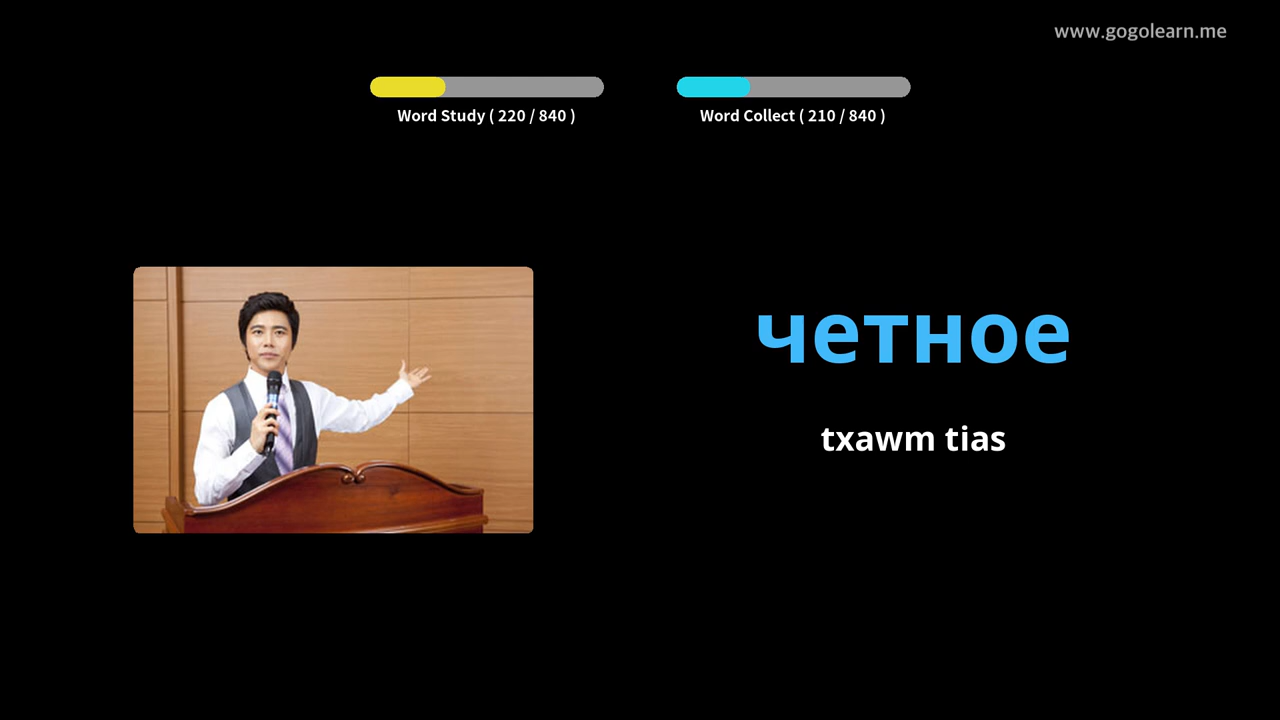 www.gogolearn.me
Word Study ( 220 / 840 )
Word Collect ( 210 / 840 )
четное
txawm tias